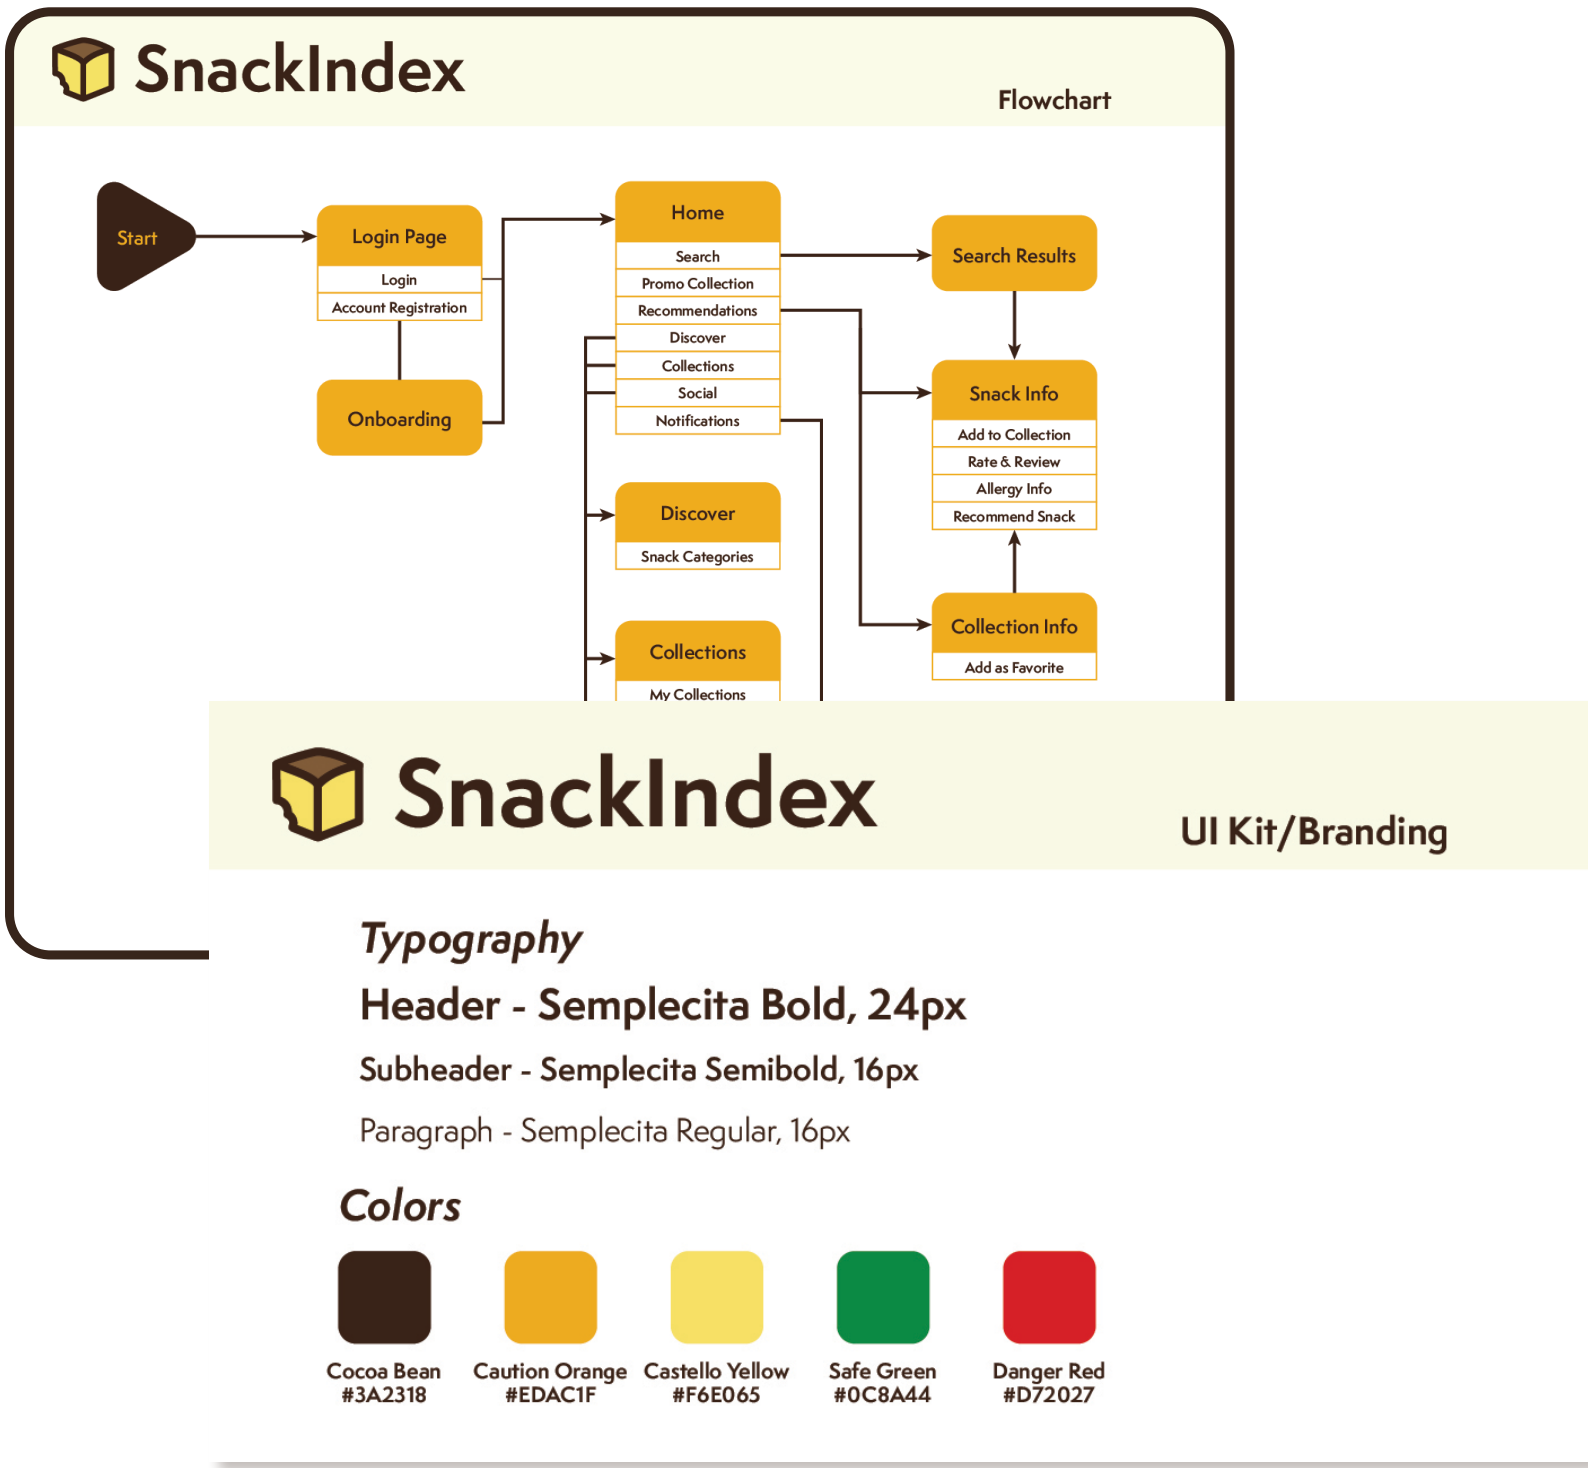 SnackIndex
Flowchart
Start
Login Page
Login
Account Registration
Onboarding
Home
Search
Promo Collection
Recommendations
Discover
Collections
Social
Notifications
Discover
Snack Categories
Collections
My Collections
Search Results
Snack Info
Add to Collection
Rate & Review
Allergy Info
Recommend Snack
Collection Info
Add as Favorite
SnackIndex
UI Kit/Branding
Typography
Header - Semplecita Bold, 24px
Subheader - Semplecita Semibold, 16px
Paragraph - Semplecita Regular, 16px
Colors
Cocoa Bean
#3A2318
Caution Orange
#EDAC1F
Castello Yellow
#F6E065
Safe Green
#0C8A44
Danger Red
#D72027